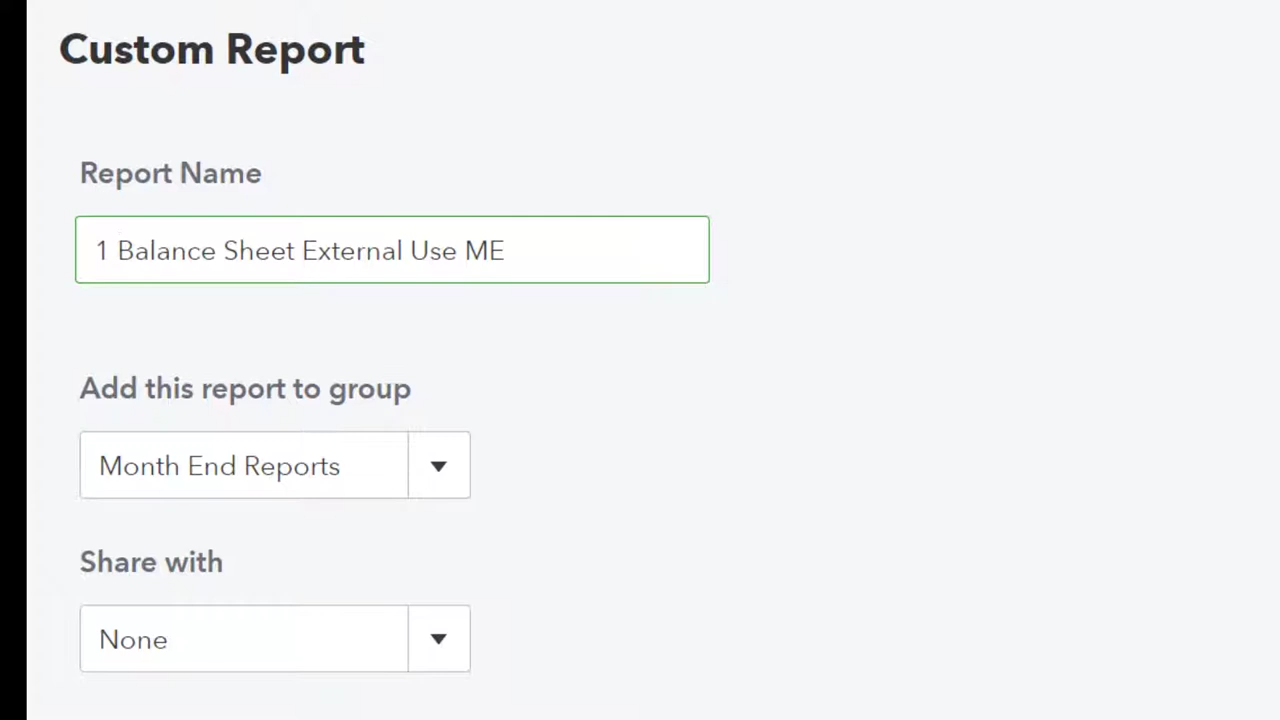 Custom Report
Report Name
1 Balance Sheet External Use ME
Add this report to group
Month End Reports
Share with
None